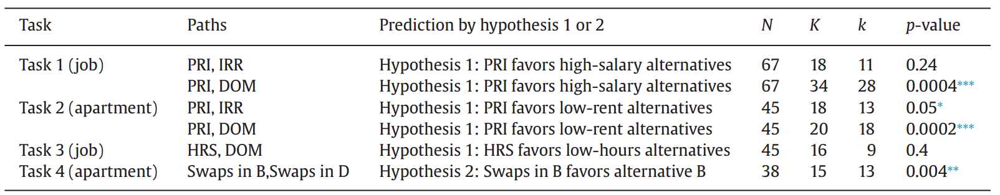 Task Paths Prediction by hypothesis 1 or 2 N K k p-value
Task 1 (job) PRI, IRR Hypothesis 1: PRI favors high-salary alternatives 67 18 11 0.24
PRI, DOM Hypothesis 1: PRI favors high-salary alternatives 67 34 28 0.0004***
Task 2 (apartment) PRI, IRR Hypothesis 1: PRI favors low-rent alternatives 45 18 13 0.05*
PRI, DOM Hypothesis 1: PRI favors low-rent alternatives 45 20 18 0.0002***
Task 3 (job) HRS, DOM Hypothesis 1: HRS favors low-hours alternatives 45 16 9 0.4
Task 4 (apartment) Swaps in B,Swaps in D Hypothesis 2: Swaps in B favors alternative B 38 15 13 0.004**